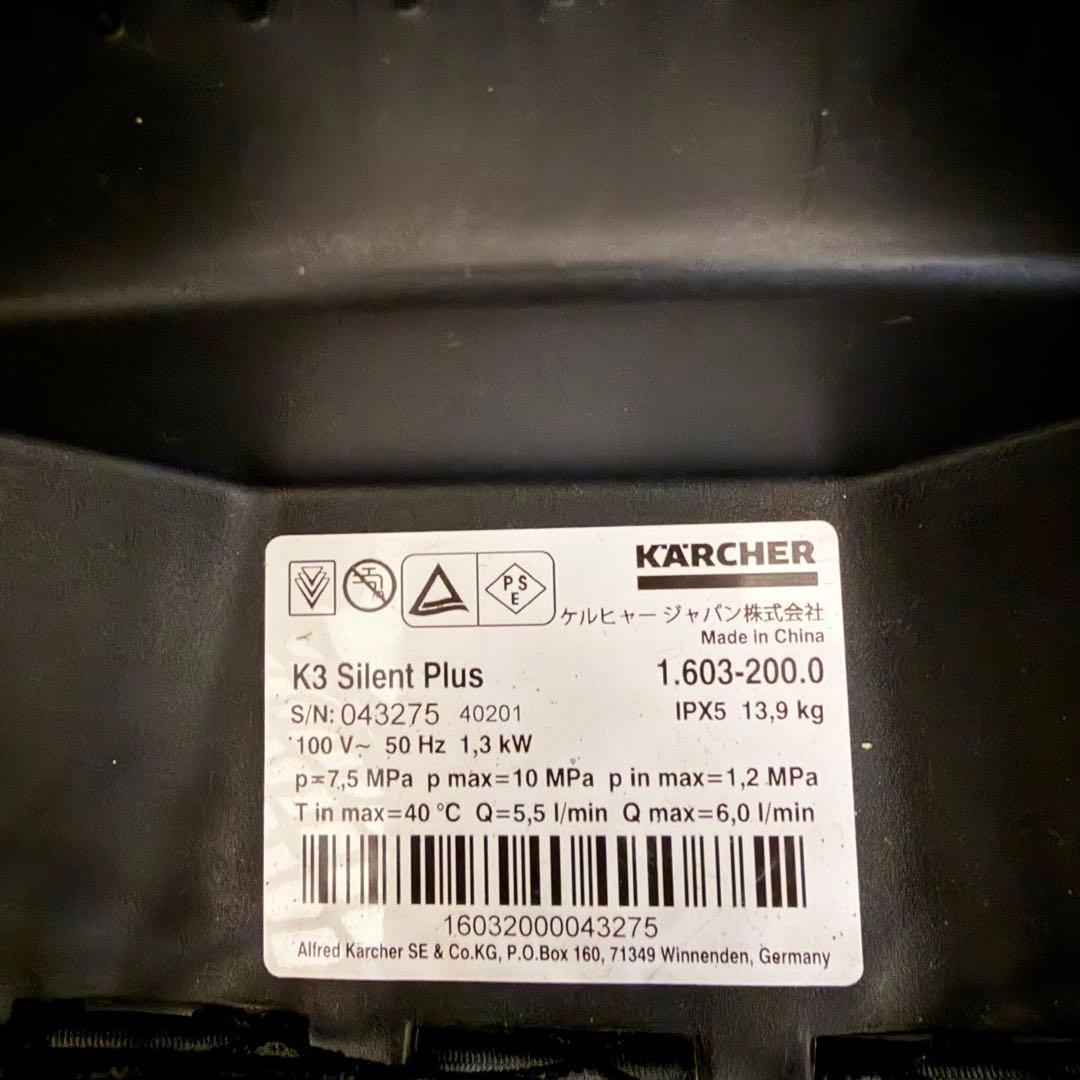 KÄRCHER
P S
E
ケルヒャー ジャパン株式会社
Made in China
K3 Silent Plus 1.603-200.0
S/N: 043275 40201 IPX5 13,9 kg
100 V~ 50 Hz 1,3 kW
p=7,5 MPa p max=10 MPa p in max=1,2 MPa
T in max=40 °C Q=5,5 l/min Q max=6,0 l/min
16032000043275
Alfred Kärcher SE & Co.KG, P.O.Box 160, 71349 Winnenden, Germany